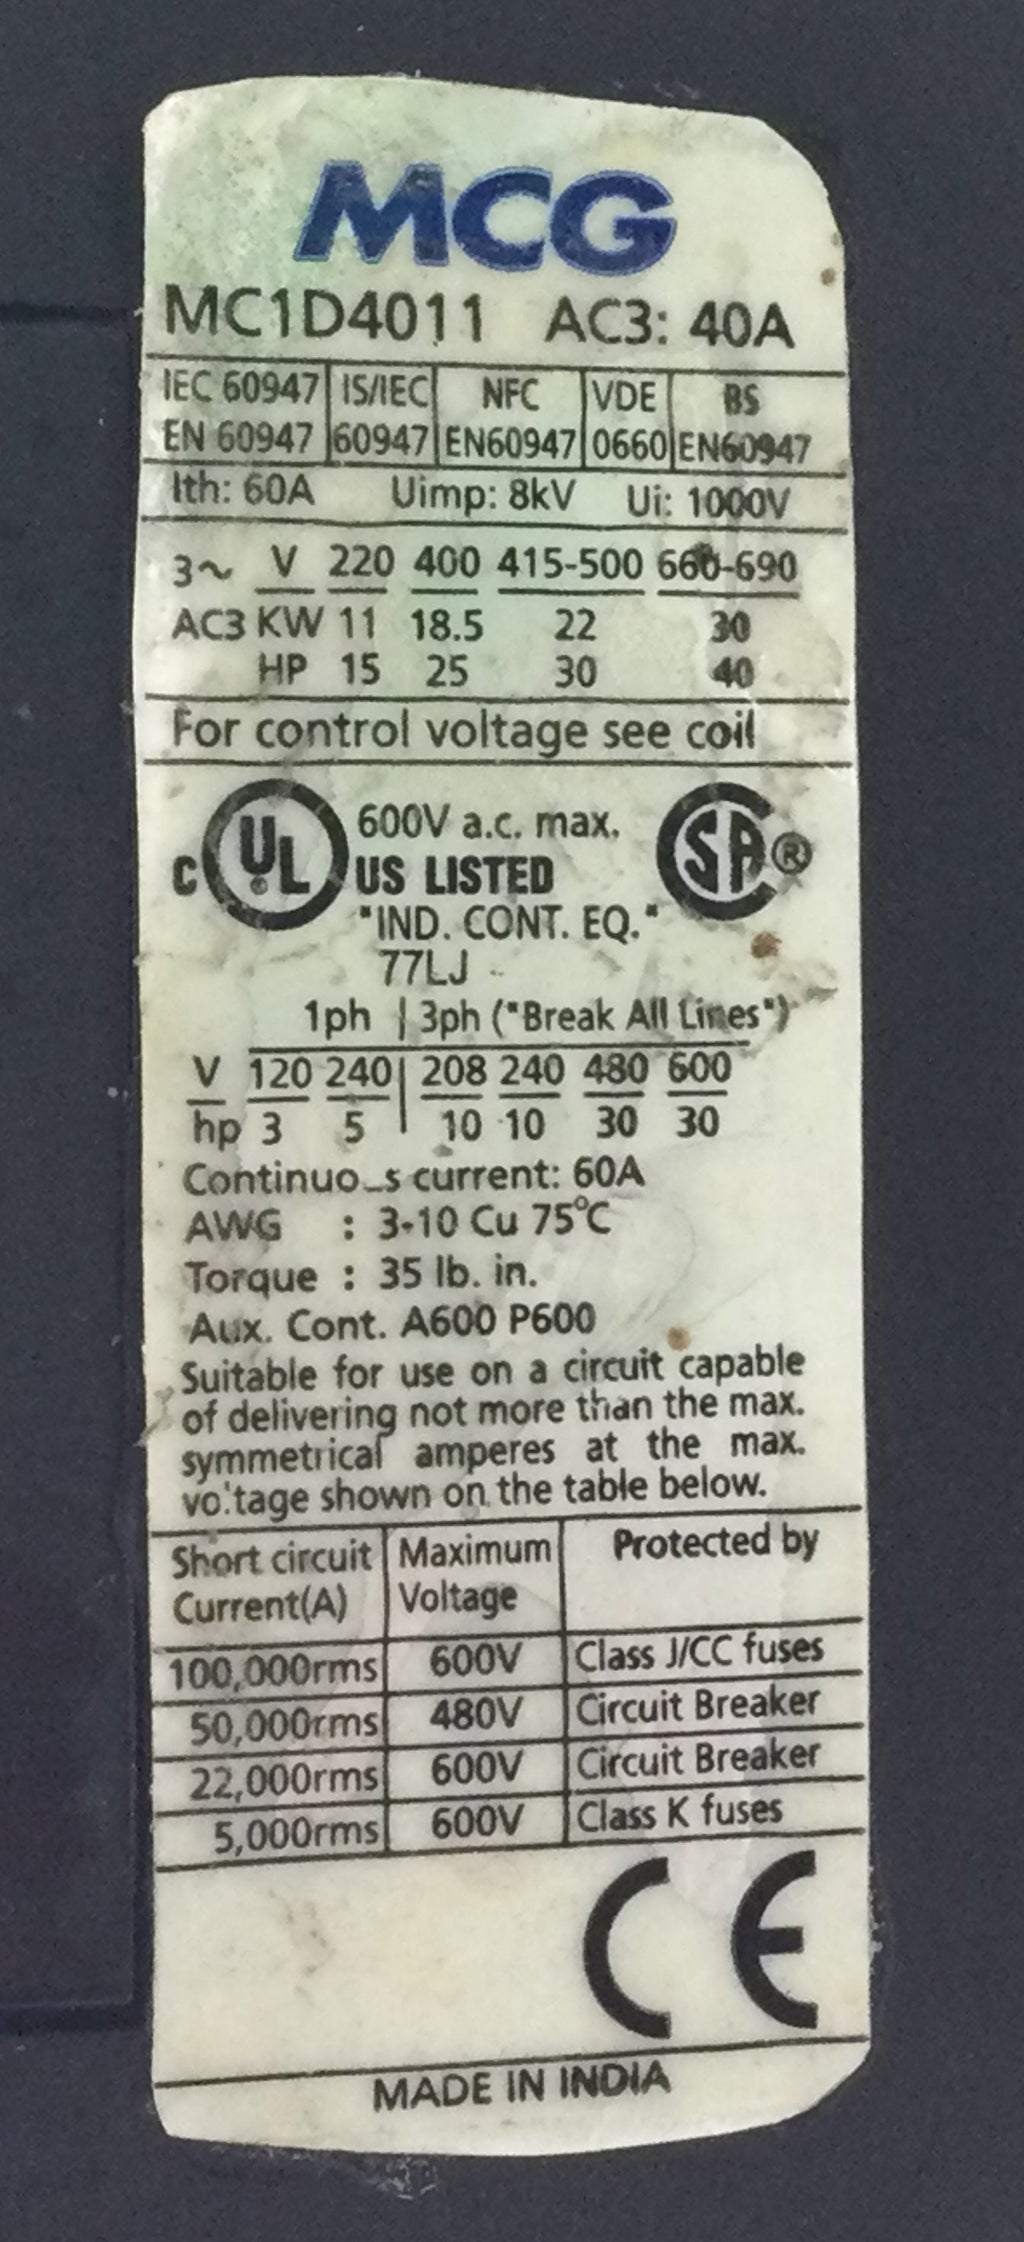 MCG
MC1D4011 AC3: 40A
IEC 60947 IS/IEC NFC VDE BS
EN 60947 60947 EN60947 0660 EN60947
Ith: 60A Uimp: 8kV Ui: 1000V
3~ V 220 400 415-500 660-690
AC3 KW 11 18.5 22 30
HP 15 25 30 40
For control voltage see coil
600V a.c. max.
C UL US LISTED SA ®
"IND. CONT. EQ."
77LJ
1ph | 3ph ("Break All Lines")
V 120 240 | 208 240 480 600
hp 3 5 10 10 30 30
Continuo_s current: 60A
AWG : 3-10 Cu 75°C
Torque : 35 lb. in.
Aux. Cont. A600 P600
Suitable for use on a circuit capable
of delivering not more than the max.
symmetrical amperes at the max.
voltage shown on the table below.
Short circuit Maximum Protected by
Current(A) Voltage
100,000rms 600V Class J/CC fuses
50,000rms 480V Circuit Breaker
22,000rms 600V Circuit Breaker
5,000rms 600V Class K fuses
CE
MADE IN INDIA